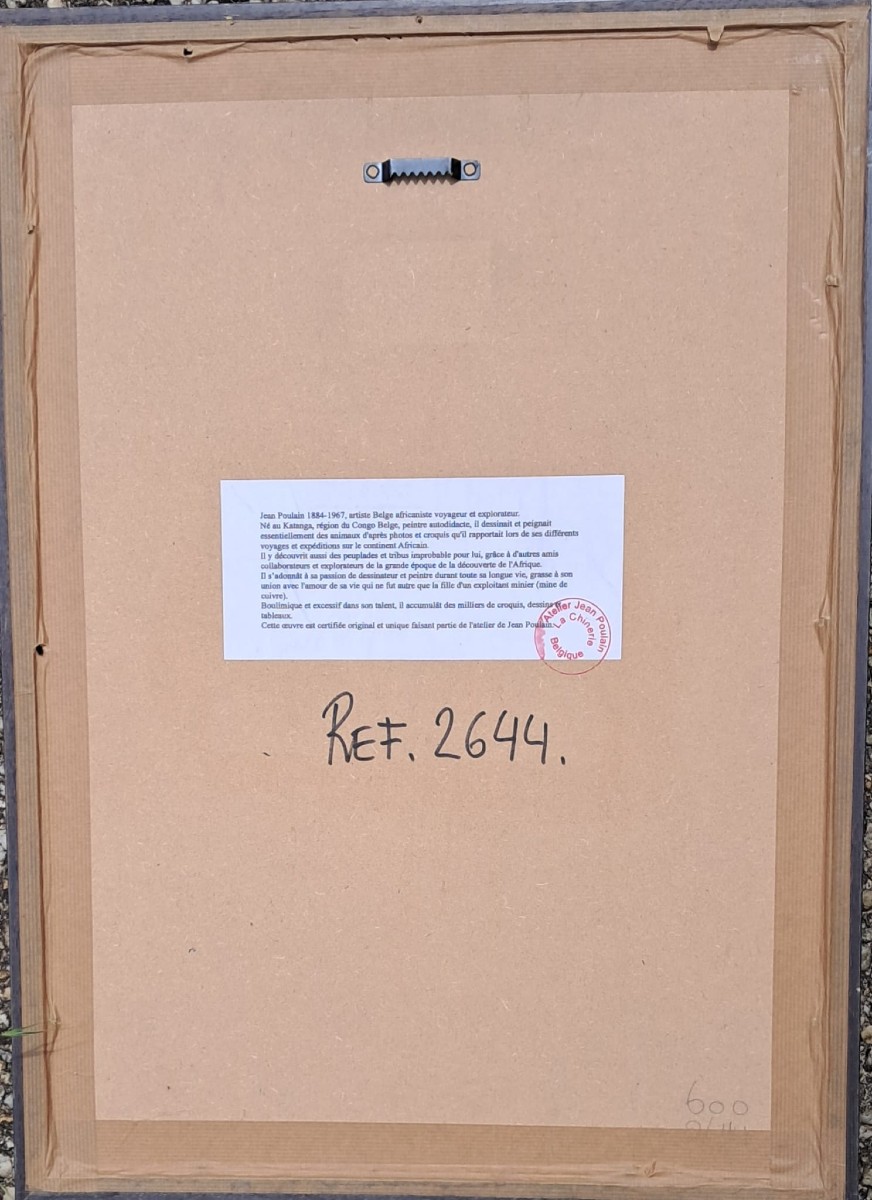 Jean Poulain 1884-1967, artiste Belge africaniste voyageur et explorateur.
Né au Katanga, région du Congo Belge, peintre autodidacte, il dessinait et peignait
essentiellement des animaux d'après photos et croquis qu'il rapportait lors de ses différents
voyages et expéditions sur le continent Africain.
Il y découvrit aussi des peuplades et tribus improbable pour lui, grâce à d'autres amis
collaborateurs et explorateurs de la grande époque de la découverte de l'Afrique.
Il s'adonnât à sa passion de dessinateur et peintre durant toute sa longue vie, grasse à son
union avec l'amour de sa vie qui ne fut autre que la fille d'un exploitant minier (mine de
cuivre).
Boulimique et excessif dans son talent, il accumulât des milliers de croquis, dessins et
tableaux.
Cette œuvre est certifiée original et unique faisant partie de l'atelier de Jean Poulain.
Atelier Jean Poulain
La Chinerie
Belgique
REF. 2644.
600